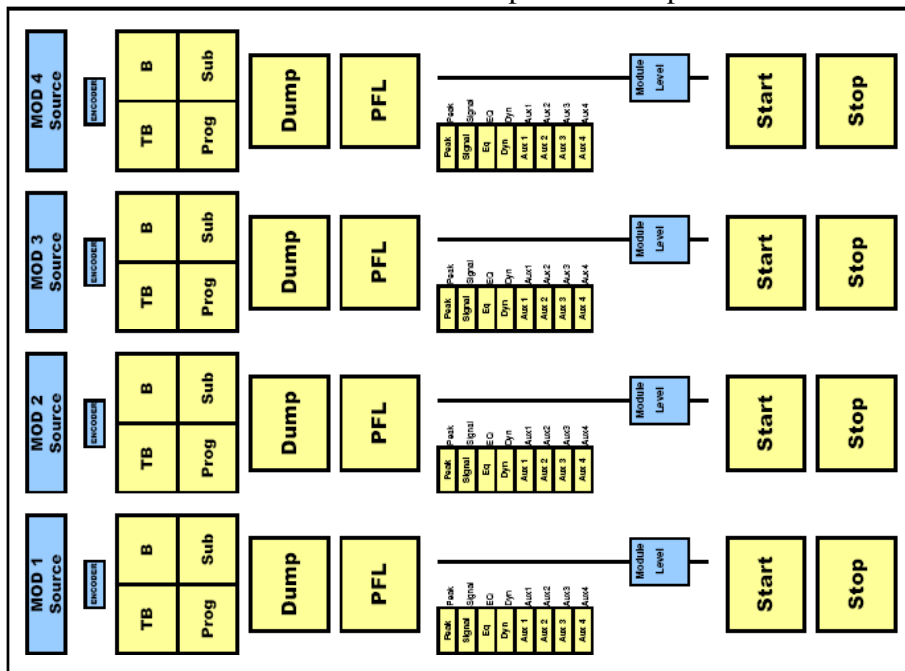 MOD 1
Source
ENCODER
TB
B
Prog
Sub
Dump
PFL
Peak
Peak
Signal
Signal
Eq
EQ
Dyn
Dyn
Aux 1
Aux1
Aux 2
Aux2
Aux 3
Aux3
Aux 4
Aux4
Module
Level
Start
Stop
MOD 2
Source
ENCODER
TB
B
Prog
Sub
Dump
PFL
Peak
Peak
Signal
Signal
Eq
EQ
Dyn
Dyn
Aux 1
Aux1
Aux 2
Aux2
Aux 3
Aux3
Aux 4
Aux4
Module
Level
Start
Stop
MOD 3
Source
ENCODER
TB
B
Prog
Sub
Dump
PFL
Peak
Peak
Signal
Signal
Eq
EQ
Dyn
Dyn
Aux 1
Aux1
Aux 2
Aux2
Aux 3
Aux3
Aux 4
Aux4
Module
Level
Start
Stop
MOD 4
Source
ENCODER
TB
B
Prog
Sub
Dump
PFL
Peak
Peak
Signal
Signal
Eq
EQ
Dyn
Dyn
Aux 1
Aux1
Aux 2
Aux2
Aux 3
Aux3
Aux 4
Aux4
Module
Level
Start
Stop